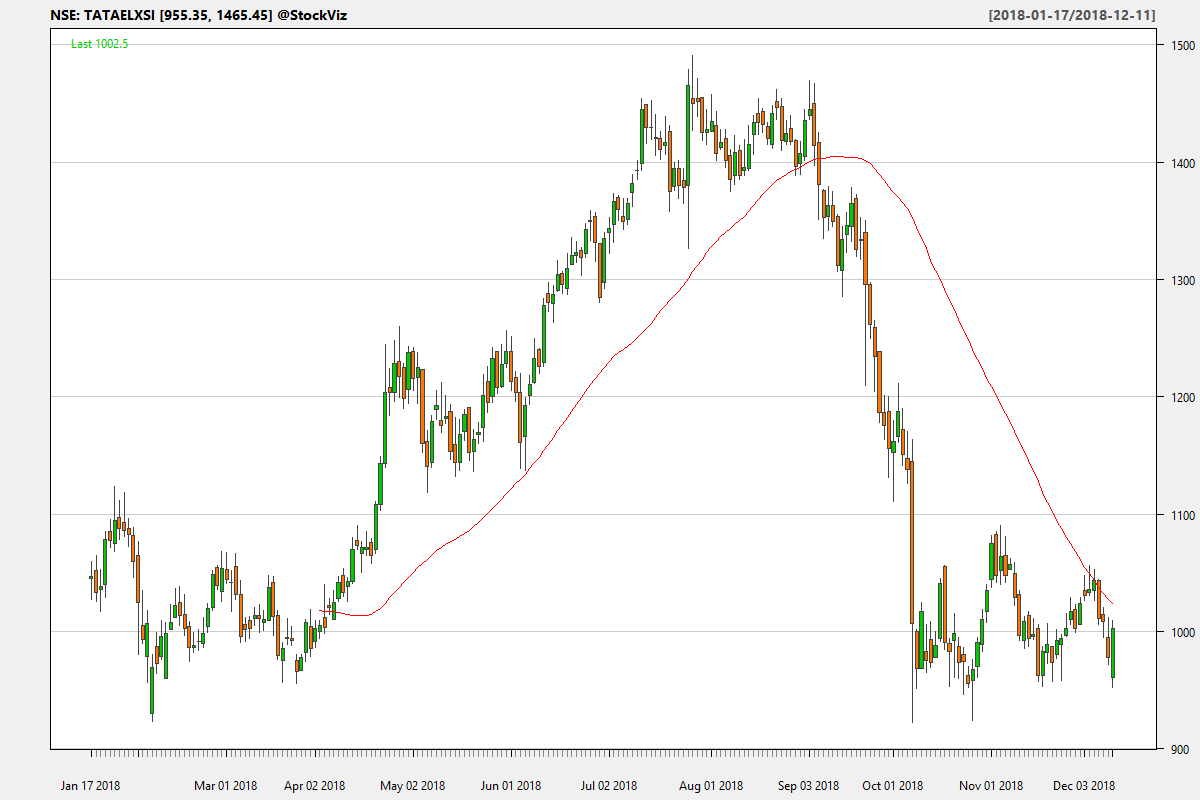 NSE: TATAELXSI [955.35, 1465.45] @StockViz
[2018-01-17/2018-12-11]
Last 1002.5
1500
1400
1300
1200
1100
1000
900
Jan 17 2018
Mar 01 2018
Apr 02 2018
May 02 2018
Jun 01 2018
Jul 02 2018
Aug 01 2018
Sep 03 2018
Oct 01 2018
Nov 01 2018
Dec 03 2018